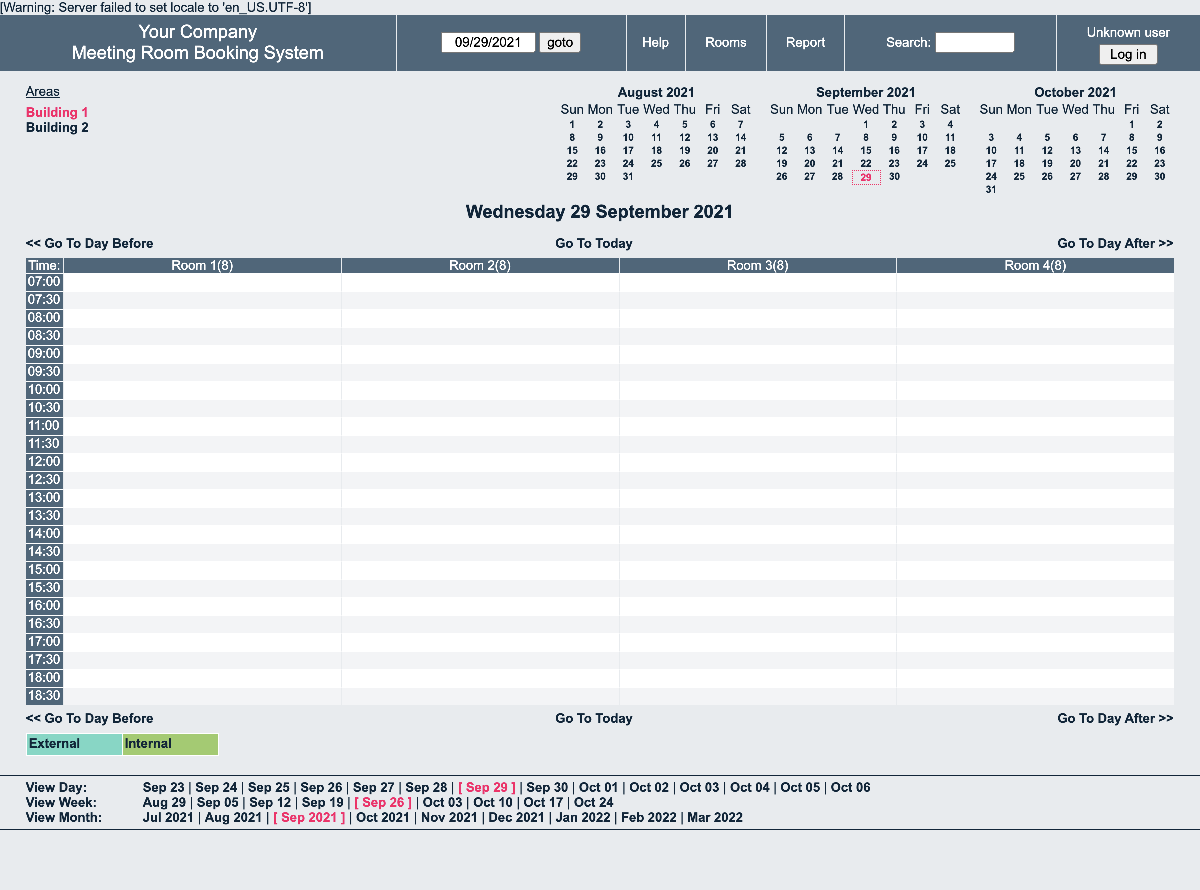 [Warning: Server failed to set locale to 'en_US.UTF-8']
Your Company
Meeting Room Booking System
09/29/2021 goto
Help
Rooms
Report
Search:
Unknown user
Log in
Areas
Building 1
Building 2
August 2021
Sun Mon Tue Wed Thu Fri Sat
1 2 3 4 5 6 7
8 9 10 11 12 13 14
15 16 17 18 19 20 21
22 23 24 25 26 27 28
29 30 31
September 2021
Sun Mon Tue Wed Thu Fri Sat
1 2 3 4
5 6 7 8 9 10 11
12 13 14 15 16 17 18
19 20 21 22 23 24 25
26 27 28 29 30
October 2021
Sun Mon Tue Wed Thu Fri Sat
1 2
3 4 5 6 7 8 9
10 11 12 13 14 15 16
17 18 19 20 21 22 23
24 25 26 27 28 29 30
31
Wednesday 29 September 2021
<< Go To Day Before Go To Today Go To Day After >>
Time: Room 1(8) Room 2(8) Room 3(8) Room 4(8)
07:00
07:30
08:00
08:30
09:00
09:30
10:00
10:30
11:00
11:30
12:00
12:30
13:00
13:30
14:00
14:30
15:00
15:30
16:00
16:30
17:00
17:30
18:00
18:30
<< Go To Day Before Go To Today Go To Day After >>
External Internal
View Day: Sep 23 | Sep 24 | Sep 25 | Sep 26 | Sep 27 | Sep 28 | [ Sep 29 ] | Sep 30 | Oct 01 | Oct 02 | Oct 03 | Oct 04 | Oct 05 | Oct 06
View Week: Aug 29 | Sep 05 | Sep 12 | Sep 19 | [ Sep 26 ] | Oct 03 | Oct 10 | Oct 17 | Oct 24
View Month: Jul 2021 | Aug 2021 | [ Sep 2021 ] | Oct 2021 | Nov 2021 | Dec 2021 | Jan 2022 | Feb 2022 | Mar 2022